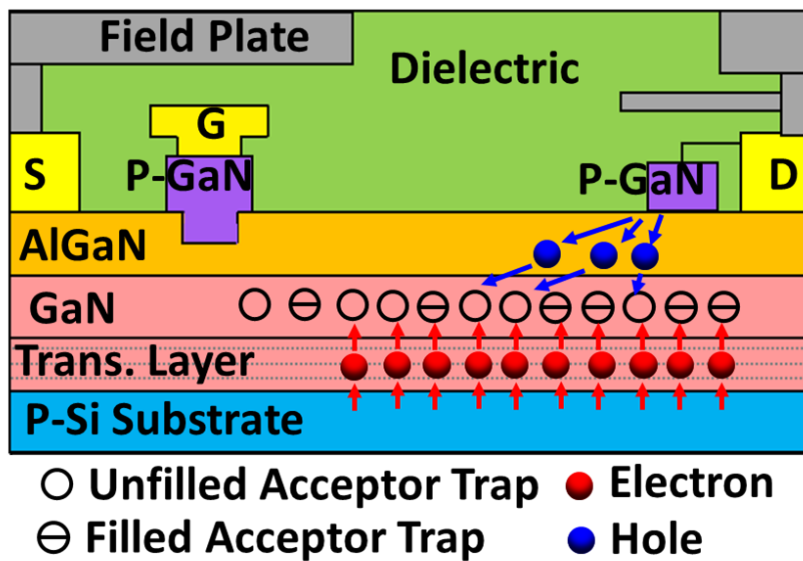 Field Plate
Dielectric
G
S
P-GaN
P-GaN
D
AlGaN
GaN
Trans. Layer
P-Si Substrate
Unfilled Acceptor Trap
Electron
Filled Acceptor Trap
Hole